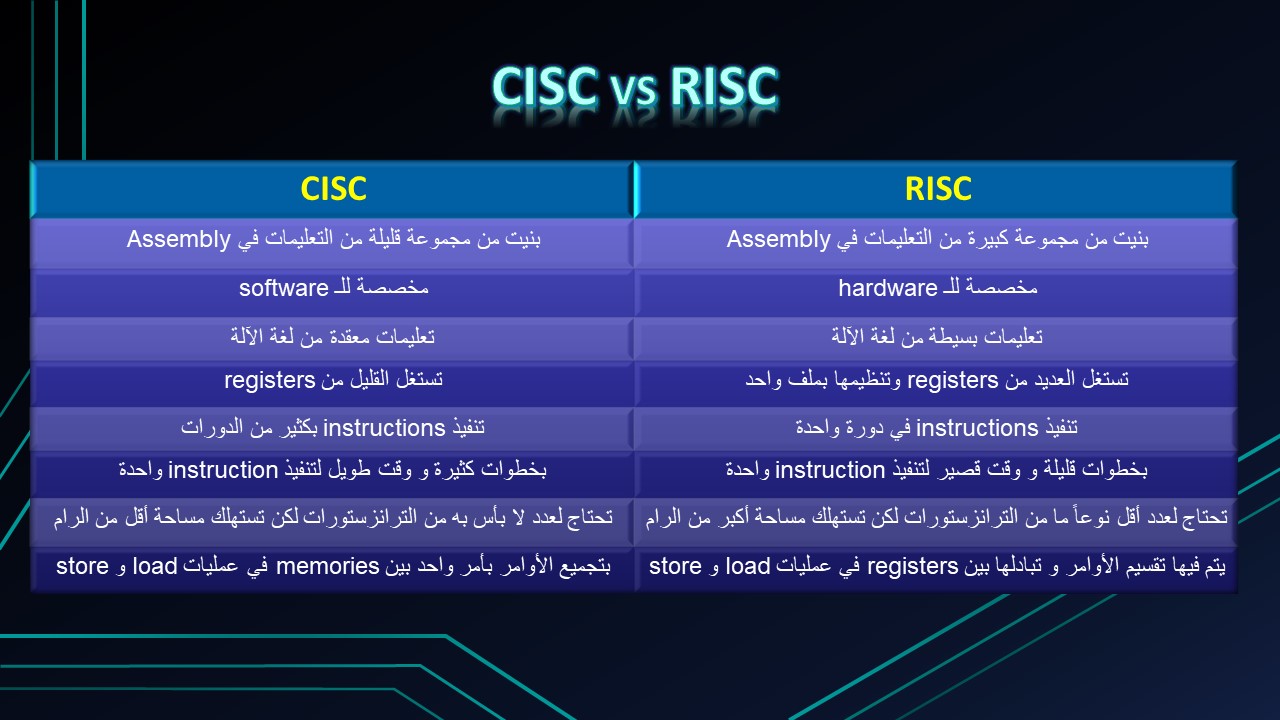 CISC vs RISC
CISC
RISC
بنيت من مجموعة قليلة من التعليمات في Assembly
بنيت من مجموعة كبيرة من التعليمات في Assembly
مخصصة للـ software
مخصصة للـ hardware
تعليمات معقدة من لغة الآلة
تعليمات بسيطة من لغة الآلة
تستغل القليل من registers
تستغل العديد من registers وتنظيمها بملف واحد
تنفيذ instructions بكثير من الدورات
تنفيذ instructions في دورة واحدة
بخطوات كثيرة و وقت طويل لتنفيذ instruction واحدة
بخطوات قليلة و وقت قصير لتنفيذ instruction واحدة
تحتاج لعدد لا بأس به من الترانزستورات لكن تستهلك مساحة أقل من الرام
تحتاج لعدد أقل نوعاً ما من الترانزستورات لكن تستهلك مساحة أكبر من الرام
بتجميع الأوامر بأمر واحد بين memories في عمليات load و store
يتم فيها تقسيم الأوامر و تبادلها بين registers في عمليات load و store